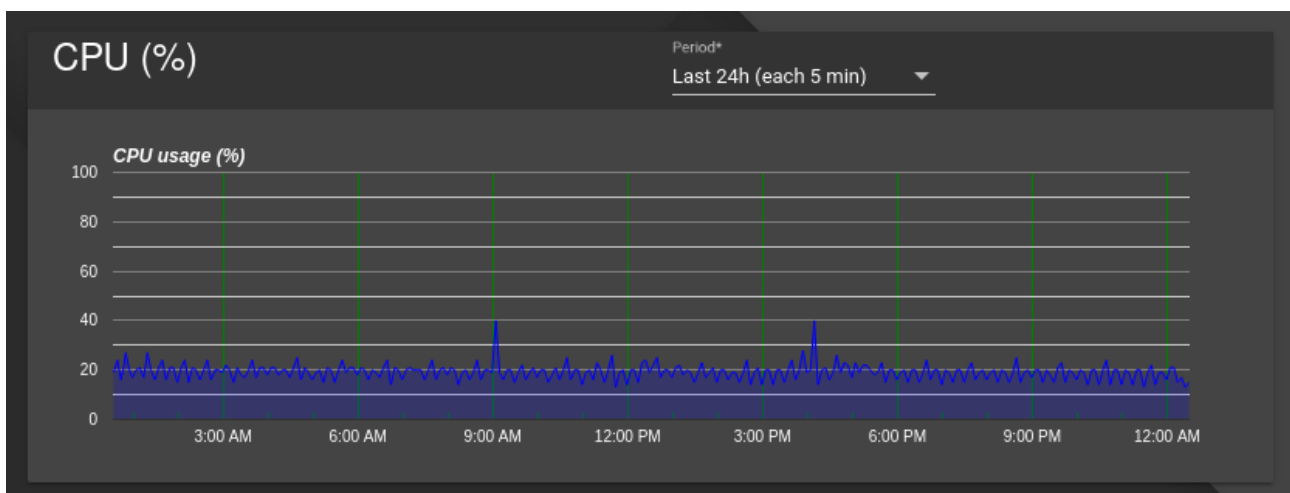 CPU (%)
Period*
Last 24h (each 5 min)
CPU usage (%)
100
80
60
40
20
0
3:00 AM
6:00 AM
9:00 AM
12:00 PM
3:00 PM
6:00 PM
9:00 PM
12:00 AM